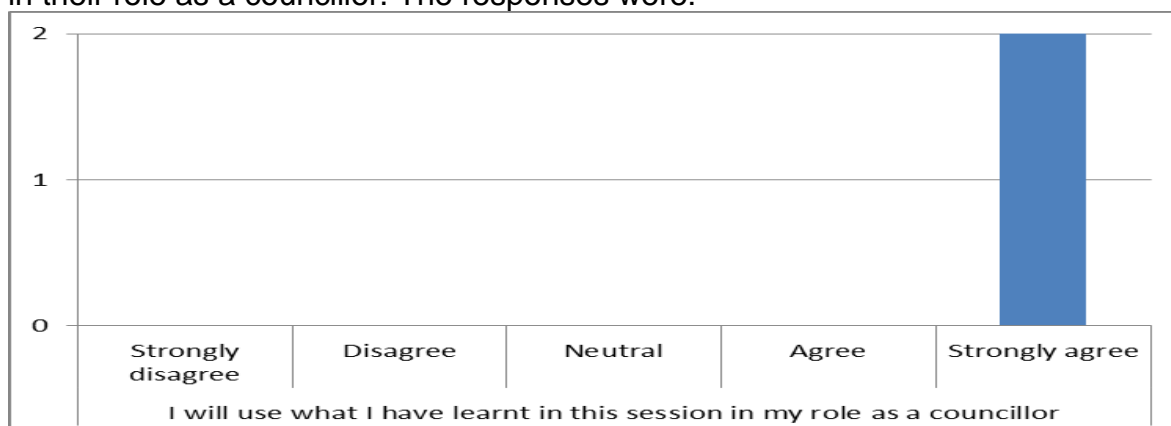 in their role as a councillor. The responses were:
2
1
0
Strongly disagree
Disagree
Neutral
Agree
Strongly agree
I will use what I have learnt in this session in my role as a councillor